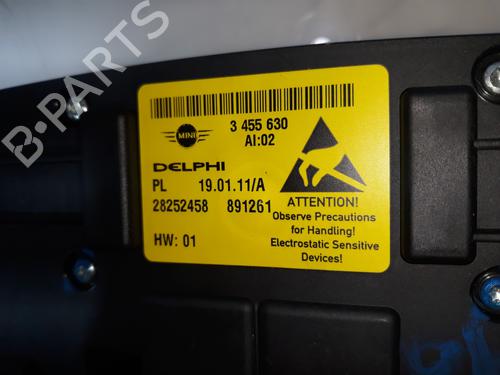 B-PARTS
MINI
3 455 630
AI:02
DELPHI
PL 19.01.11/A
28252458 891261
HW: 01
ATTENTION!
Observe Precautions
for Handling!
Electrostatic Sensitive
Devices!